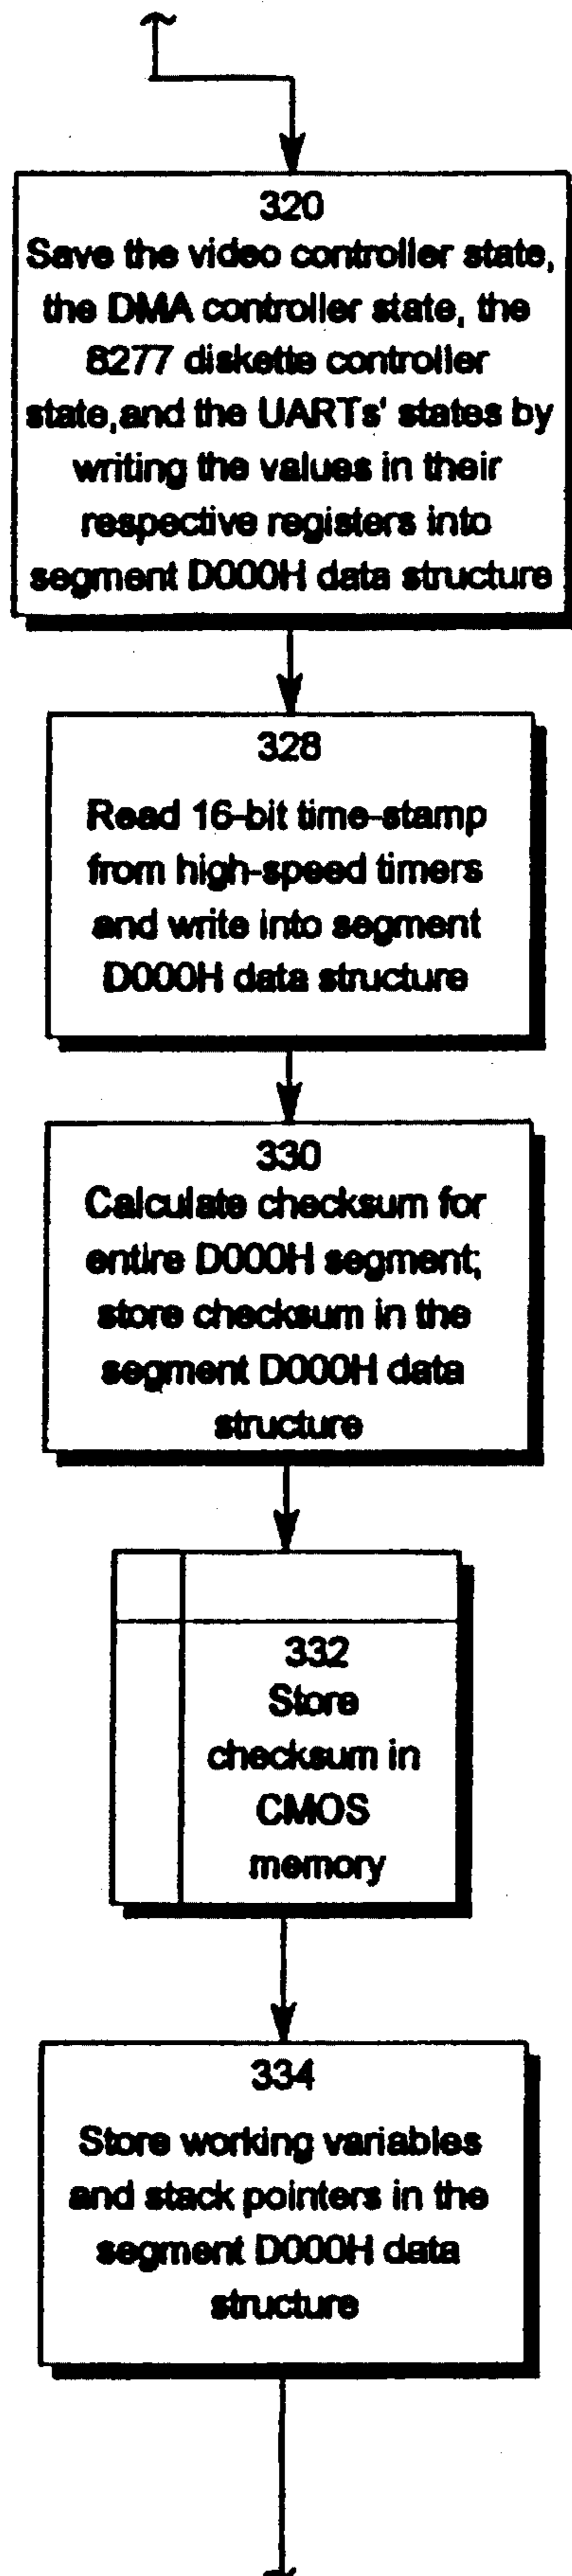 320
Save the video controller state,
the DMA controller state, the
8277 diskette controller
state,and the UARTs' states by
writing the values in their
respective registers into
segment D000H data structure
328
Read 16-bit time-stamp
from high-speed timers
and write into segment
D000H data structure
330
Calculate checksum for
entire D000H segment;
store checksum in the
segment D000H data
structure
332
Store
checksum in
CMOS
memory
334
Store working variables
and stack pointers in the
segment D000H data
structure